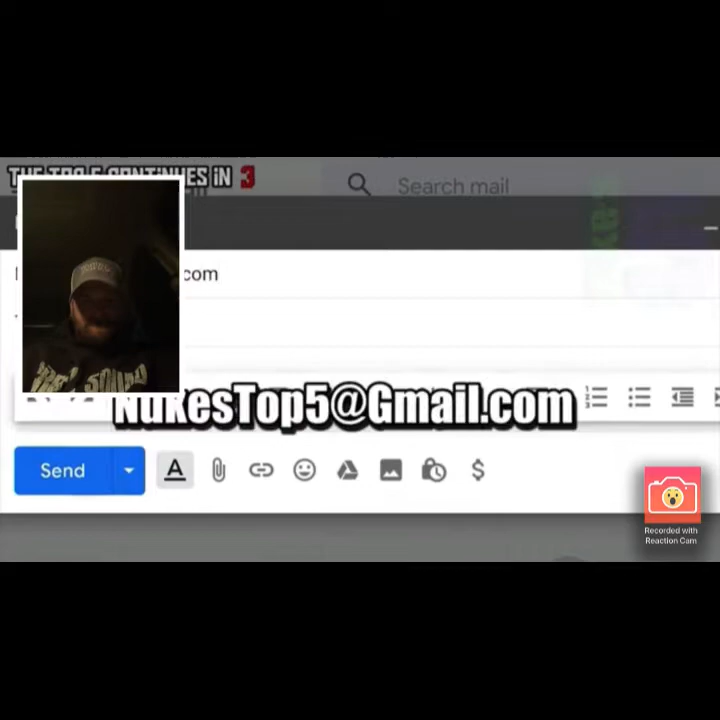 THE TOP 5 CONTINUES IN 3
Search mail
com
NukesTop5@Gmail.com
Send
Recorded with
Reaction Cam